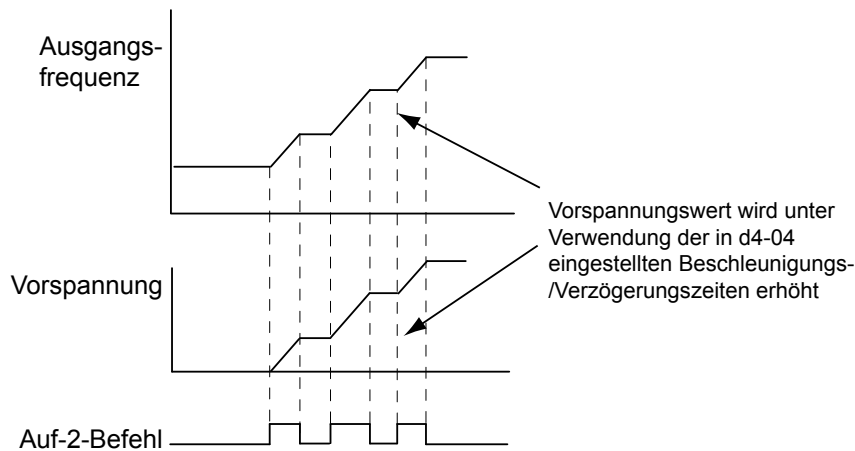 Ausgangs-
frequenz
Vorspannungswert wird unter
Verwendung der in d4-04
eingestellten Beschleunigungs-
/Verzögerungszeiten erhöht
Vorspannung
Auf-2-Befehl